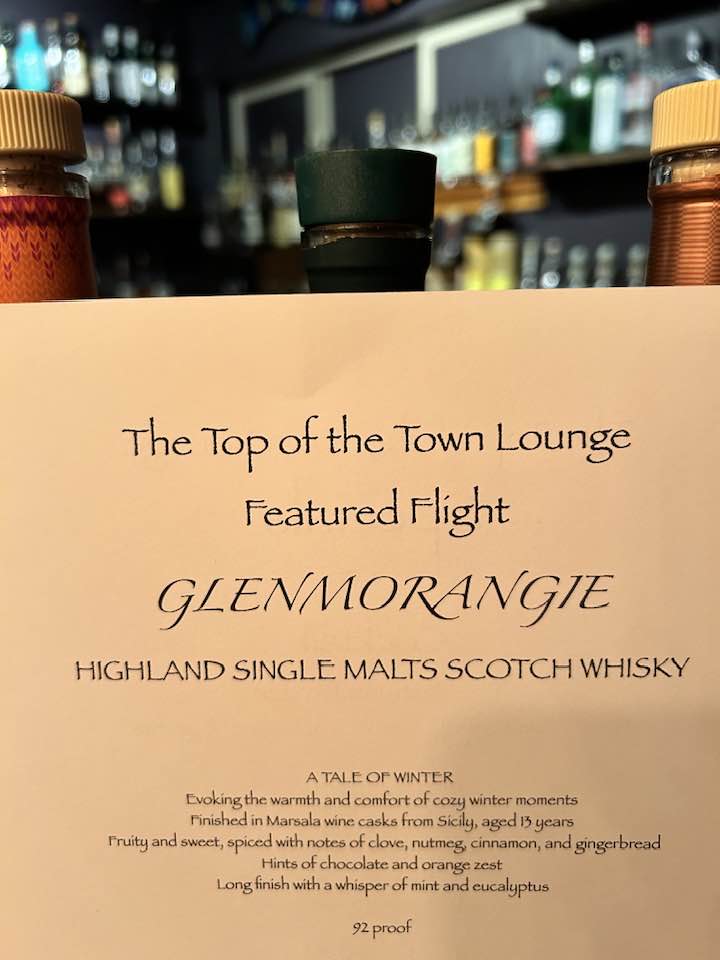 The Top of the Town Lounge
Featured Flight
GLENMORANGIE
HIGHLAND SINGLE MALTS SCOTCH WHISKY
A TALE OF WINTER
Evoking the warmth and comfort of cozy winter moments
Finished in Marsala wine casks from Sicily, aged 13 years
Fruity and sweet, spiced with notes of clove, nutmeg, cinnamon, and gingerbread
Hints of chocolate and orange zest
Long finish with a whisper of mint and eucalyptus
92 proof